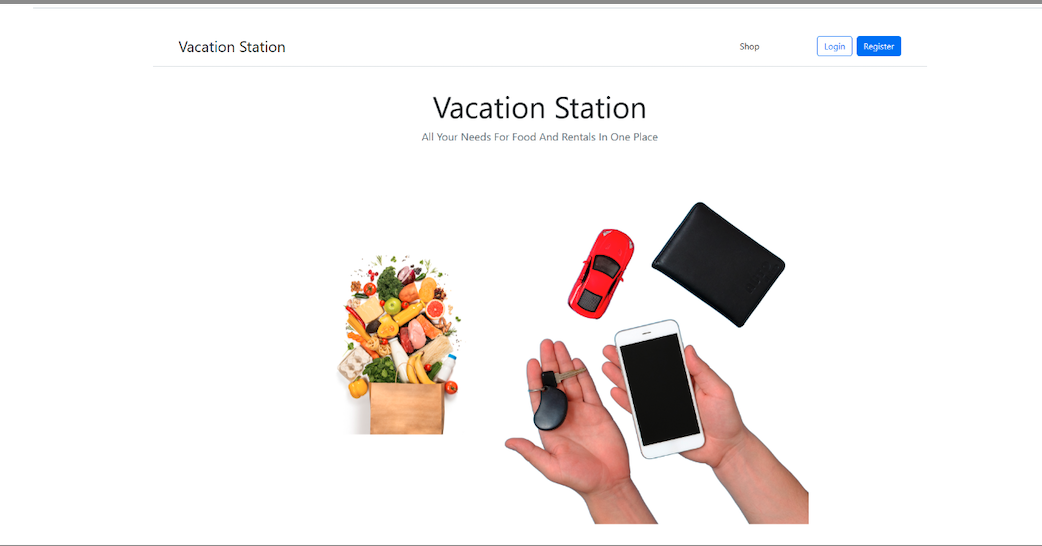 Vacation Station
Shop
Login
Register
Vacation Station
All Your Needs For Food And Rentals In One Place